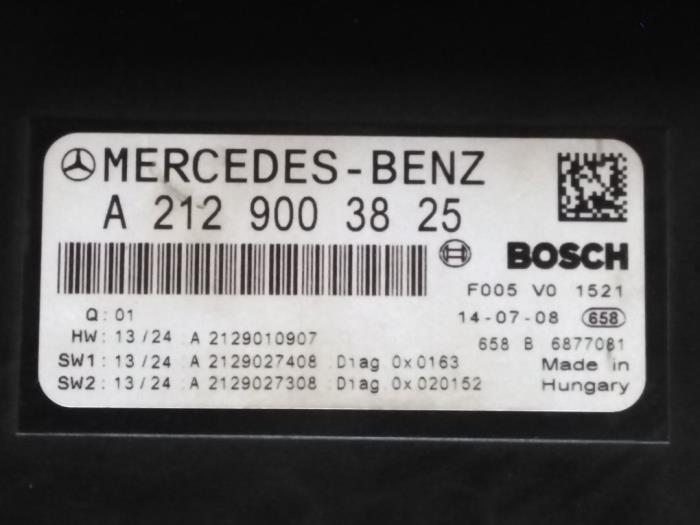 MERCEDES-BENZ
A 212 900 38 25
BOSCH
F005 V0 1521
Q: 01
14-07-08 658
HW: 13/24 A 2129010907
658 B 6877081
SW1: 13/24 A 2129027408 Diag 0x0163
Made in
SW2: 13/24 A 2129027308 Diag 0x020152
Hungary